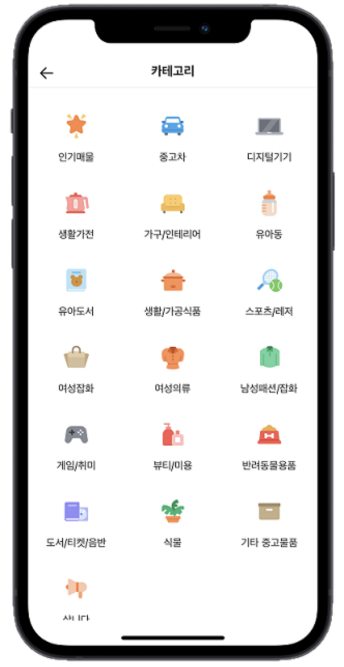 카테고리
인기매물 중고차 디지털기기
생활가전 가구/인테리어 유아동
유아도서 생활/가공식품 스포츠/레저
여성잡화 여성의류 남성패션/잡화
게임/취미 뷰티/미용 반려동물용품
도서/티켓/음반 식물 기타 중고물품
삽니다